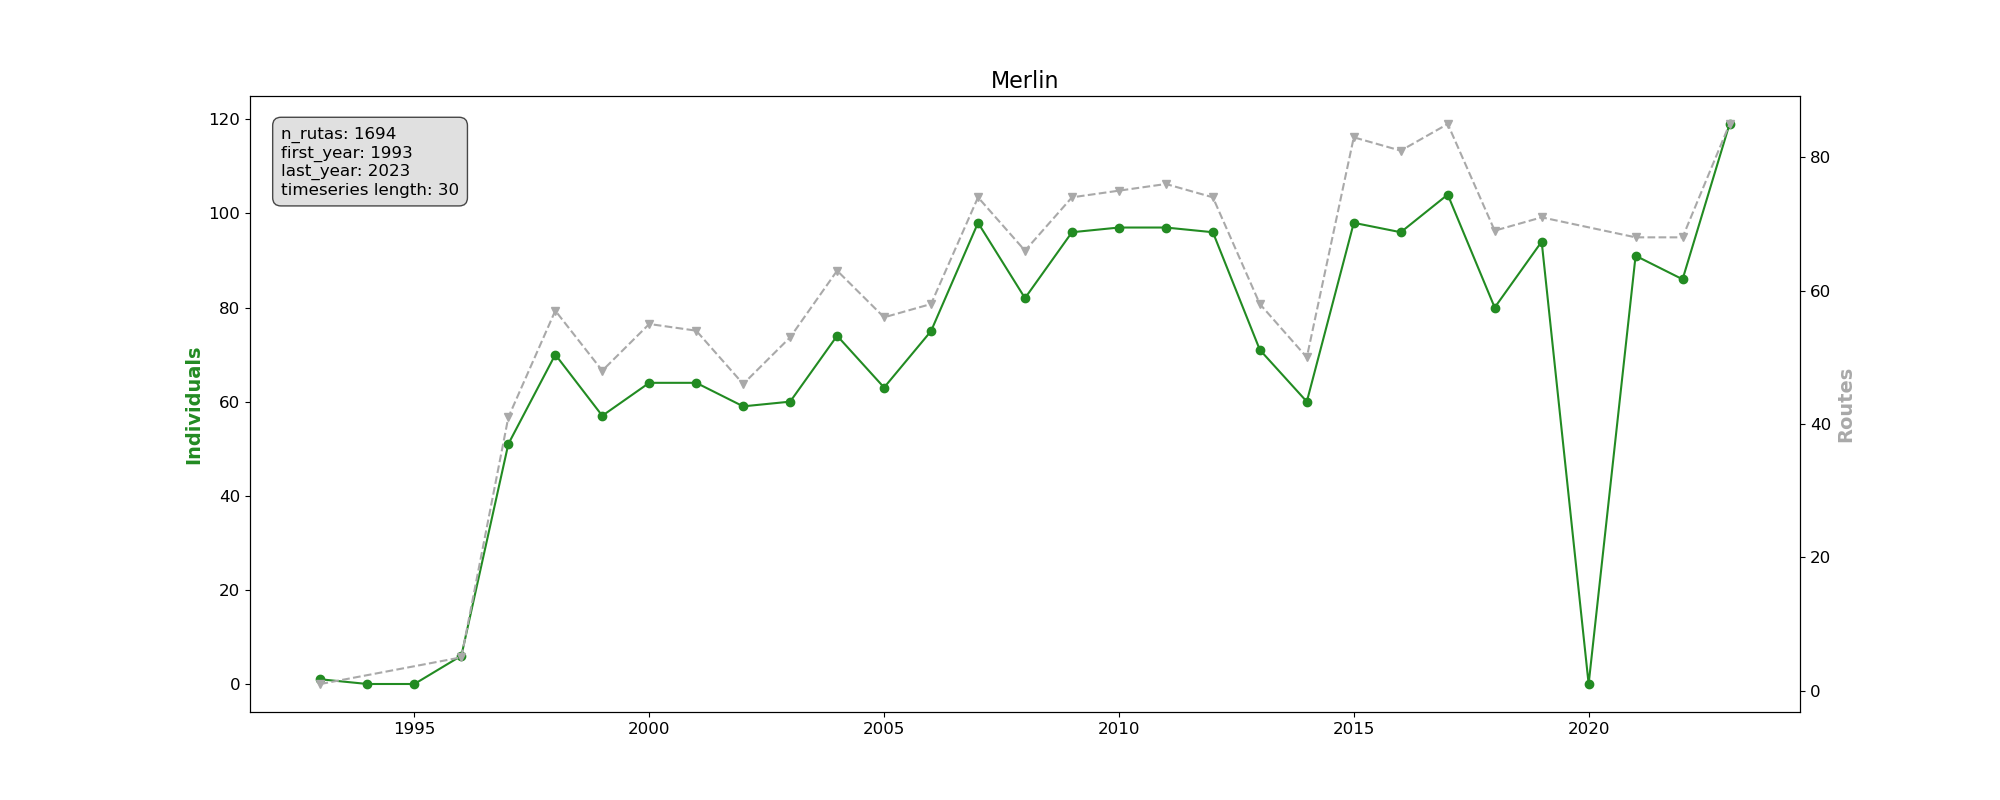 Merlin
n_rutas: 1694
first_year: 1993
last_year: 2023
timeseries length: 30
120
100
80
60
40
20
0
Individuals
80
60
40
20
0
Routes
1995
2000
2005
2010
2015
2020